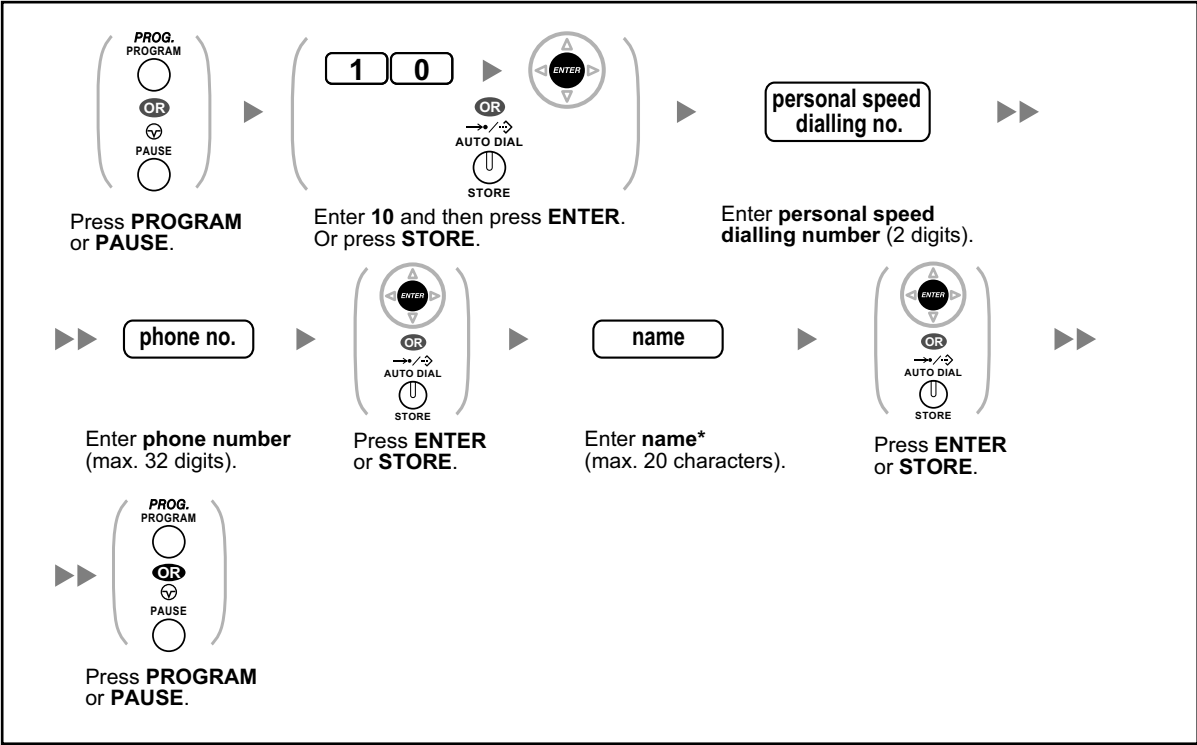 PROG.
PROGRAM
OR
PAUSE
Press PROGRAM
or PAUSE.
1 0
ENTER
OR
AUTO DIAL
STORE
Enter 10 and then press ENTER.
Or press STORE.
personal speed
dialling no.
Enter personal speed
dialling number (2 digits).
phone no.
Enter phone number
(max. 32 digits).
ENTER
OR
AUTO DIAL
STORE
Press ENTER
or STORE.
name
Enter name*
(max. 20 characters).
ENTER
OR
AUTO DIAL
STORE
Press ENTER
or STORE.
PROG.
PROGRAM
OR
PAUSE
Press PROGRAM
or PAUSE.